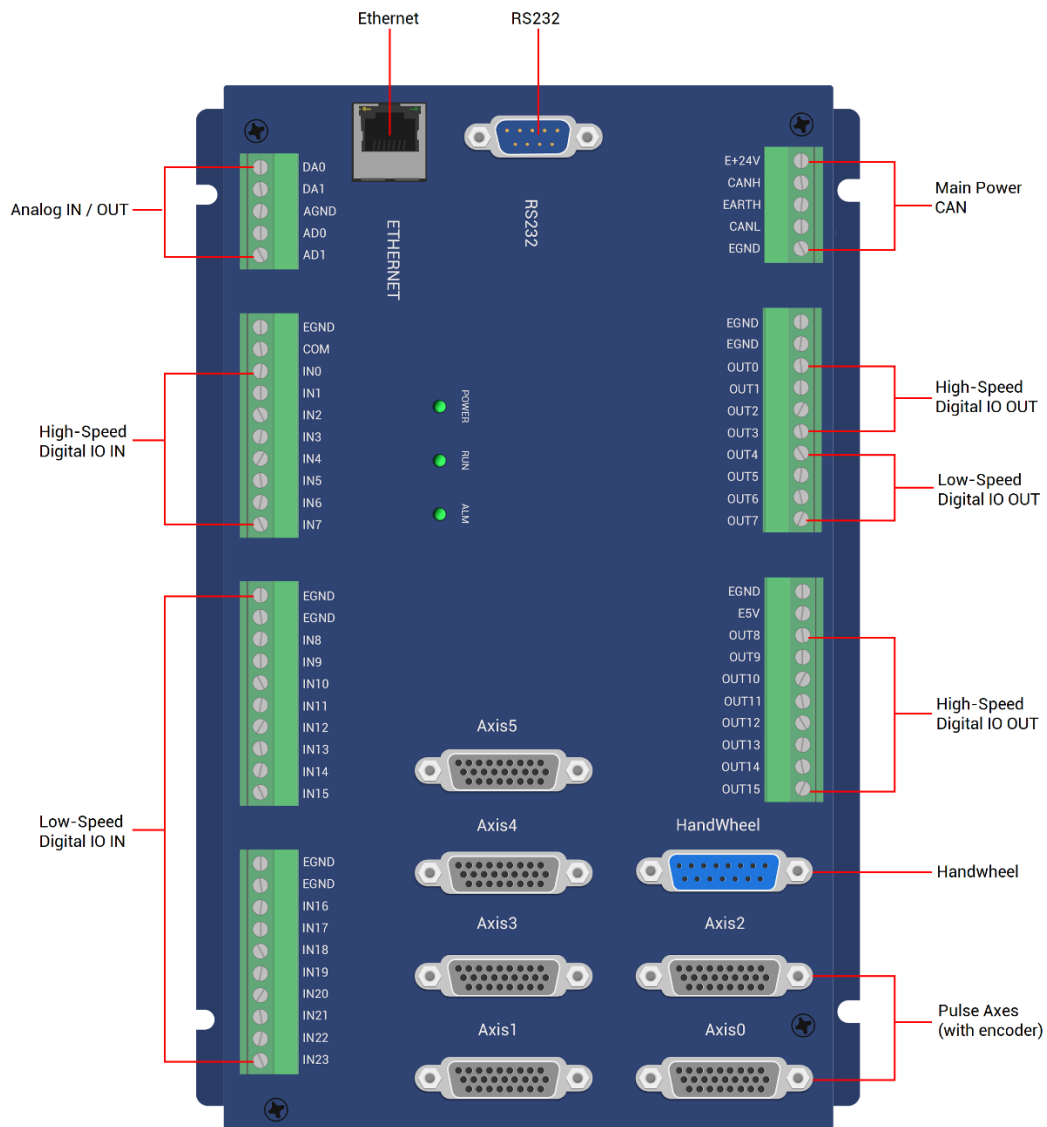 Ethernet
RS232
Analog IN / OUT
DA0
DA1
AGND
AD0
AD1
ETHERNET
RS232
E+24V
CANH
EARTH
CANL
EGND
Main Power
CAN
High-Speed
Digital IO IN
EGND
COM
IN0
IN1
IN2
IN3
IN4
IN5
IN6
IN7
POWER
RUN
ALM
EGND
EGND
OUT0
OUT1
OUT2
OUT3
OUT4
OUT5
OUT6
OUT7
High-Speed
Digital IO OUT
Low-Speed
Digital IO OUT
Low-Speed
Digital IO IN
EGND
EGND
IN8
IN9
IN10
IN11
IN12
IN13
IN14
IN15
EGND
E5V
OUT8
OUT9
OUT10
OUT11
OUT12
OUT13
OUT14
OUT15
High-Speed
Digital IO OUT
EGND
EGND
IN16
IN17
IN18
IN19
IN20
IN21
IN22
IN23
Axis5
Axis4
HandWheel
Handwheel
Axis3
Axis2
Axis1
Axis0
Pulse Axes
(with encoder)